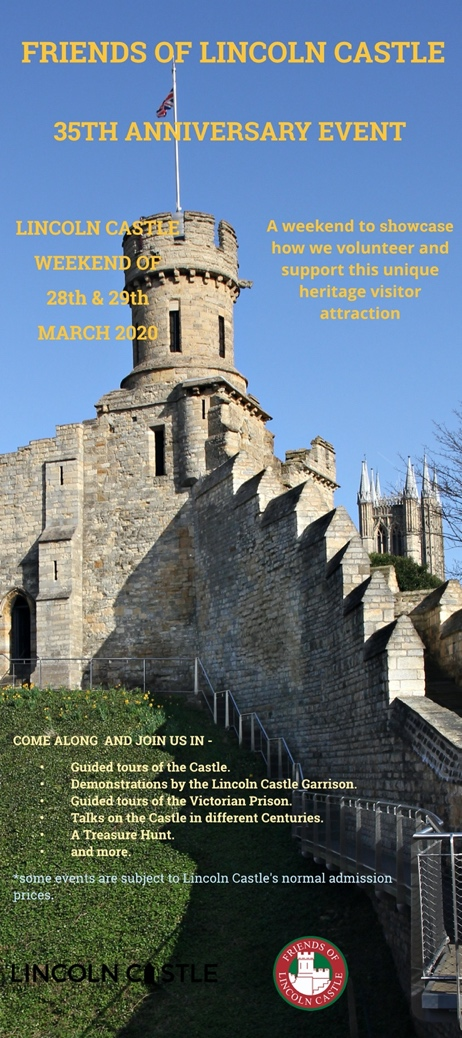 FRIENDS OF LINCOLN CASTLE
35TH ANNIVERSARY EVENT
LINCOLN CASTLE
WEEKEND OF
28th & 29th
MARCH 2020
A weekend to showcase
how we volunteer and
support this unique
heritage visitor
attraction
COME ALONG  AND JOIN US IN -
• Guided tours of the Castle.
• Demonstrations by the Lincoln Castle Garrison.
• Guided tours of the Victorian Prison.
• Talks on the Castle in different Centuries.
• A Treasure Hunt.
• and more.
*some events are subject to Lincoln Castle's normal admission
prices.
LINCOLN CASTLE
FRIENDS OF
LINCOLN CASTLE